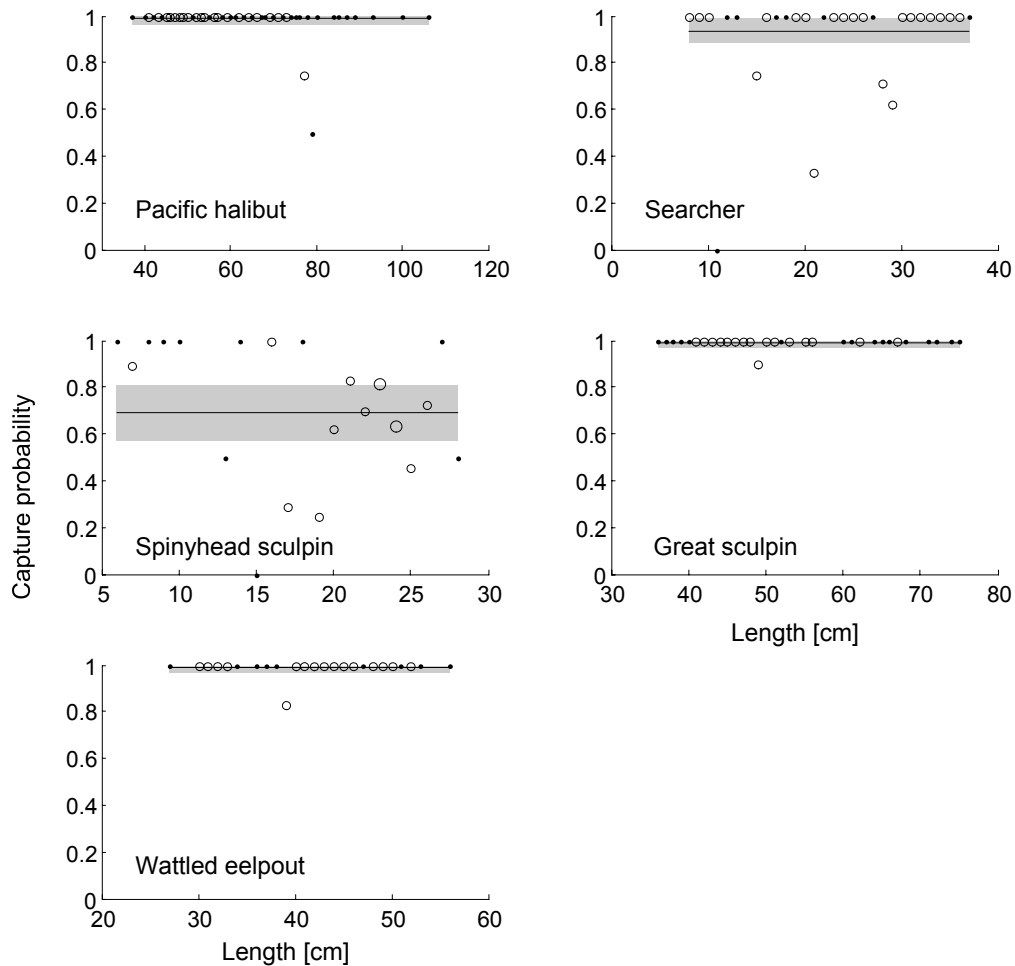 1
0.8
0.6
0.4
0.2
0
Pacific halibut
40 60 80 100 120
1
0.8
0.6
0.4
0.2
0
Searcher
0 10 20 30 40
Capture probability
1
0.8
0.6
0.4
0.2
0
Spinyhead sculpin
5 10 15 20 25 30
1
0.8
0.6
0.4
0.2
0
Great sculpin
30 40 50 60 70 80
Length [cm]
1
0.8
0.6
0.4
0.2
0
Wattled eelpout
20 30 40 50 60
Length [cm]